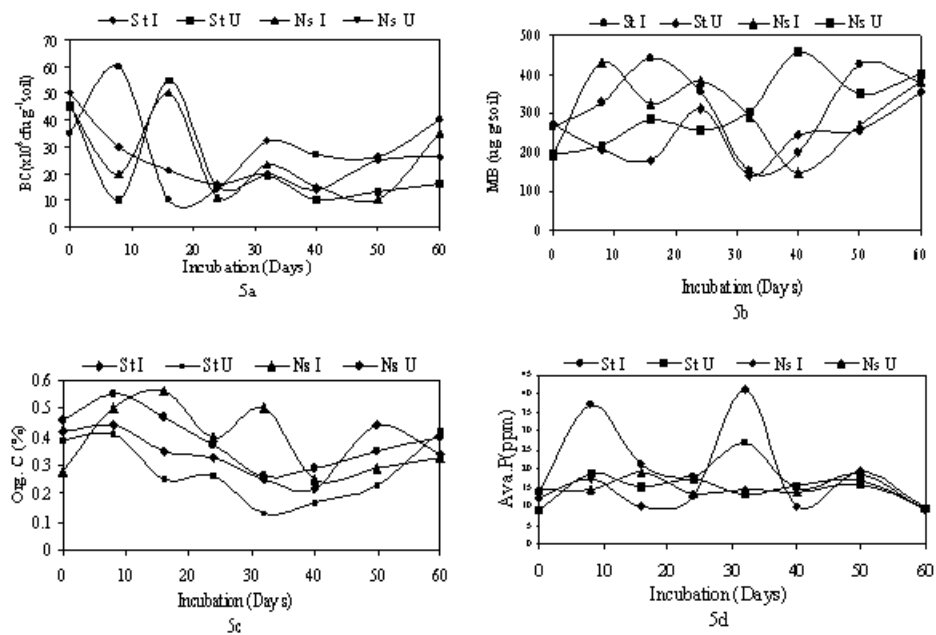 St I St U Ns I Ns U
BC(x10⁶cfug⁻¹soil)
70
60
50
40
30
20
10
0
0 10 20 30 40 50 60
Incubation (Days)
5a
St I St U Ns I Ns U
MB (ug g⁻¹soil)
500
400
300
200
100
0
0 10 20 30 40 50 60
Incubation (Days)
5b
St I St U Ns I Ns U
Org. C (%)
0.6
0.5
0.4
0.3
0.2
0.1
0
0 10 20 30 40 50 60
Incubation (Days)
5c
St I St U Ns I Ns U
Ava.P(ppm)
0 10 20 30 40 50 60
Incubation (Days)
5d